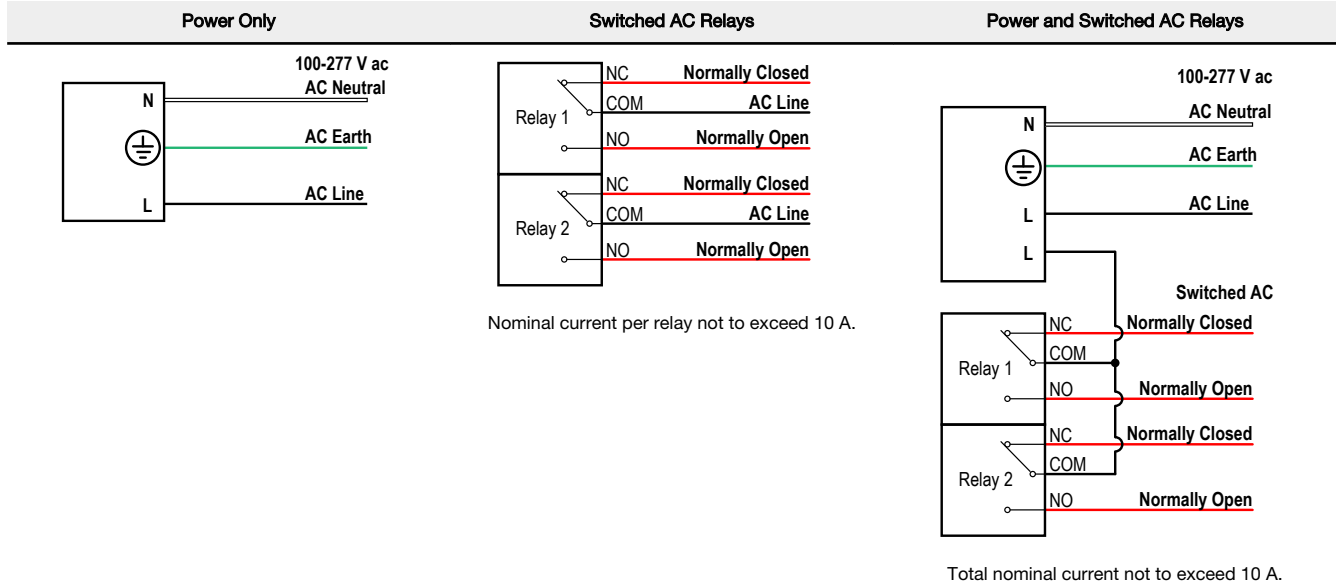 Power Only
Switched AC Relays
Power and Switched AC Relays
100-277 V ac
N
AC Neutral
AC Earth
L
AC Line
Relay 1
NC
Normally Closed
COM
AC Line
NO
Normally Open
Relay 2
NC
Normally Closed
COM
AC Line
NO
Normally Open
Nominal current per relay not to exceed 10 A.
100-277 V ac
N
AC Neutral
AC Earth
L
AC Line
L
Switched AC
Relay 1
NC
Normally Closed
COM
NO
Normally Open
Relay 2
NC
Normally Closed
COM
NO
Normally Open
Total nominal current not to exceed 10 A.